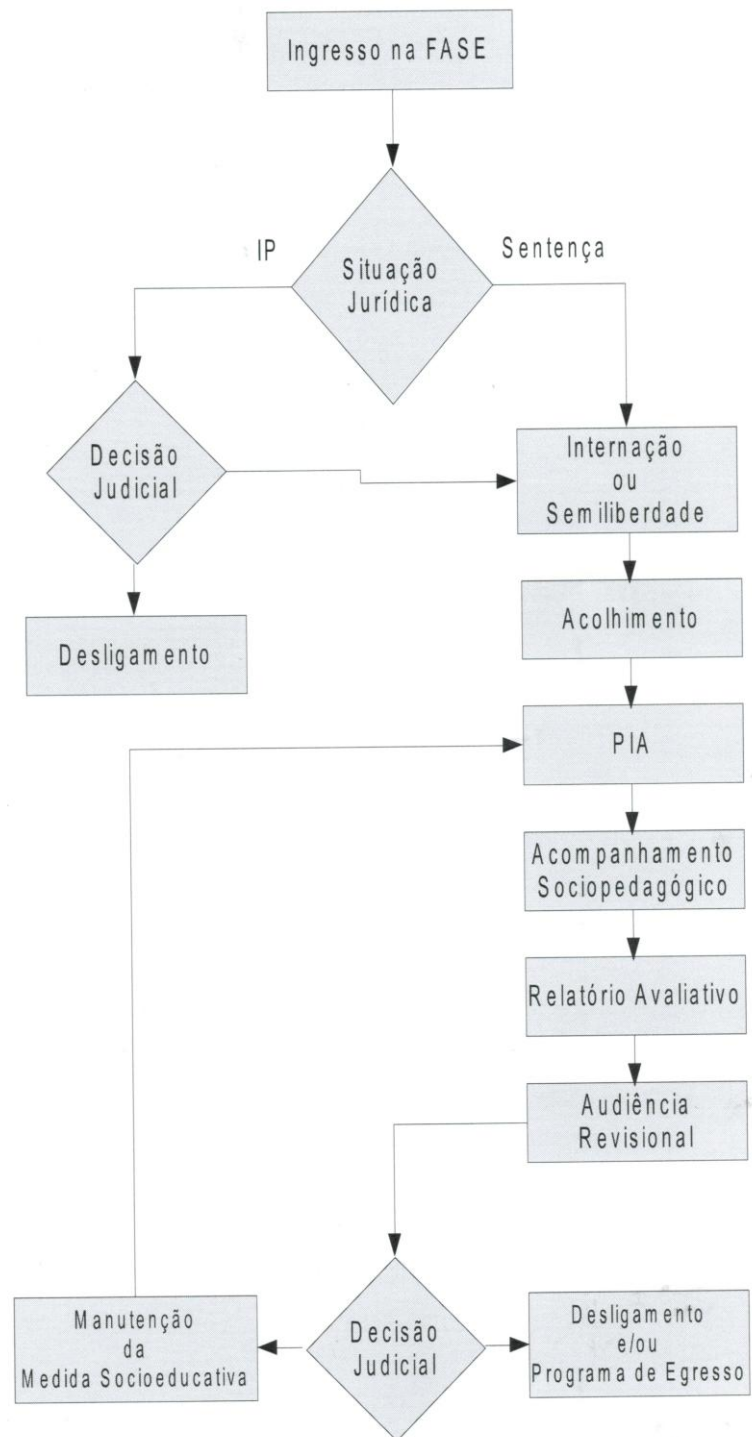 Ingresso na FASE
IP
Sentença
Situação
Jurídica
Decisão
Judicial
Internação
ou
Semiliberdade
Desligamento
Acolhimento
PIA
Acompanhamento
Sociopedagógico
Relatório Avaliativo
Audiência
Revisional
Manutenção
da
Medida Socioeducativa
Decisão
Judicial
Desligamento
e/ou
Programa de Egresso